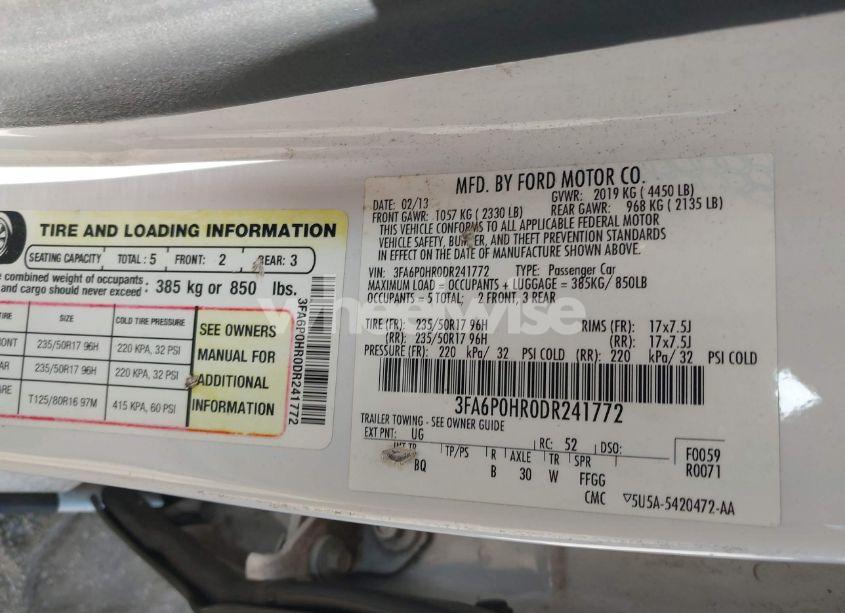 TIRE AND LOADING INFORMATION
SEATING CAPACITY TOTAL: 5 FRONT: 2 REAR: 3
combined weight of occupants
and cargo should never exceed 385 kg or 850 lbs.
TIRE SIZE COLD TIRE PRESSURE
235/50R17 96H 220 KPA, 32 PSI
235/50R17 96H 220 KPA, 32 PSI
T125/80R16 97M 415 KPA, 60 PSI
SEE OWNERS
MANUAL FOR
ADDITIONAL
INFORMATION
3FA6P0HR0DR241772
MFD. BY FORD MOTOR CO.
DATE: 02/13 GVWR: 2019 KG ( 4450 LB)
FRONT GAWR: 1057 KG ( 2330 LB) REAR GAWR: 968 KG ( 2135 LB)
THIS VEHICLE CONFORMS TO ALL APPLICABLE FEDERAL MOTOR
VEHICLE SAFETY, BUMPER, AND THEFT PREVENTION STANDARDS
IN EFFECT ON THE DATE OF MANUFACTURE SHOWN ABOVE.
VIN: 3FA6P0HR0DR241772 TYPE: Passenger Car
MAXIMUM LOAD = OCCUPANTS + LUGGAGE = 385KG/ 850LB
OCCUPANTS = 5 TOTAL: 2 FRONT, 3 REAR
TIRE (FR): 235/50R17 96H RIMS (FR): 17x7.5J
(RR): 235/50R17 96H (RR): 17x7.5J
PRESSURE (FR): 220 kPa/ 32 PSI COLD (RR): 220 kPa/ 32 PSI COLD
3FA6P0HR0DR241772
TRAILER TOWING - SEE OWNER GUIDE
EXT PNT: UG RC: 52 DSO: F0059
INT TR TP/PS R AXLE TR SPR R0071
BQ B 30 W FFGG
CMC ▽5U5A-5420472-AA
wheelwise